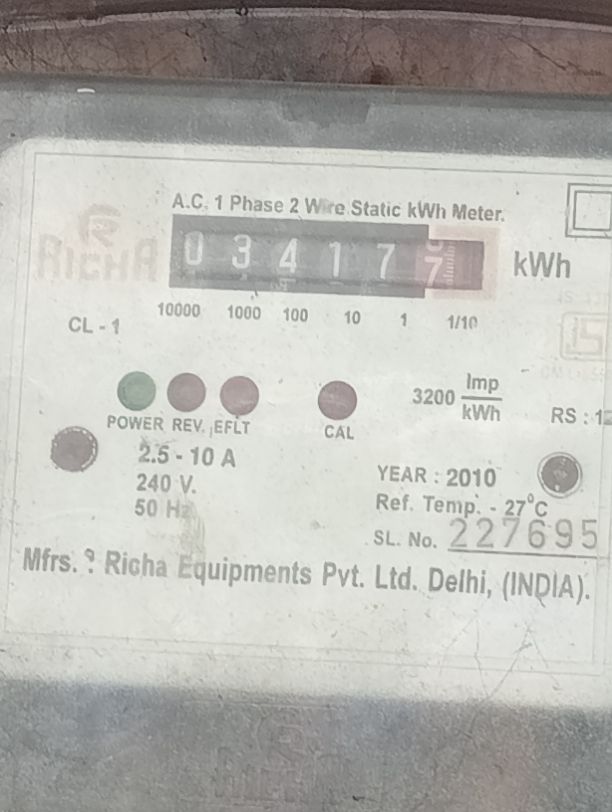 A.C. 1 Phase 2 Wire Static kWh Meter.
RICHA
0 3 4 1 7 7 kWh
10000 1000 100 10 1 1/10
CL - 1
3200 Imp/kWh
POWER REV. EFLT CAL
RS : 12
2.5 - 10 A
240 V.
50 Hz
YEAR : 2010
Ref. Temp. - 27°C
SL. No. 227695
Mfrs. : Richa Equipments Pvt. Ltd. Delhi, (INDIA).